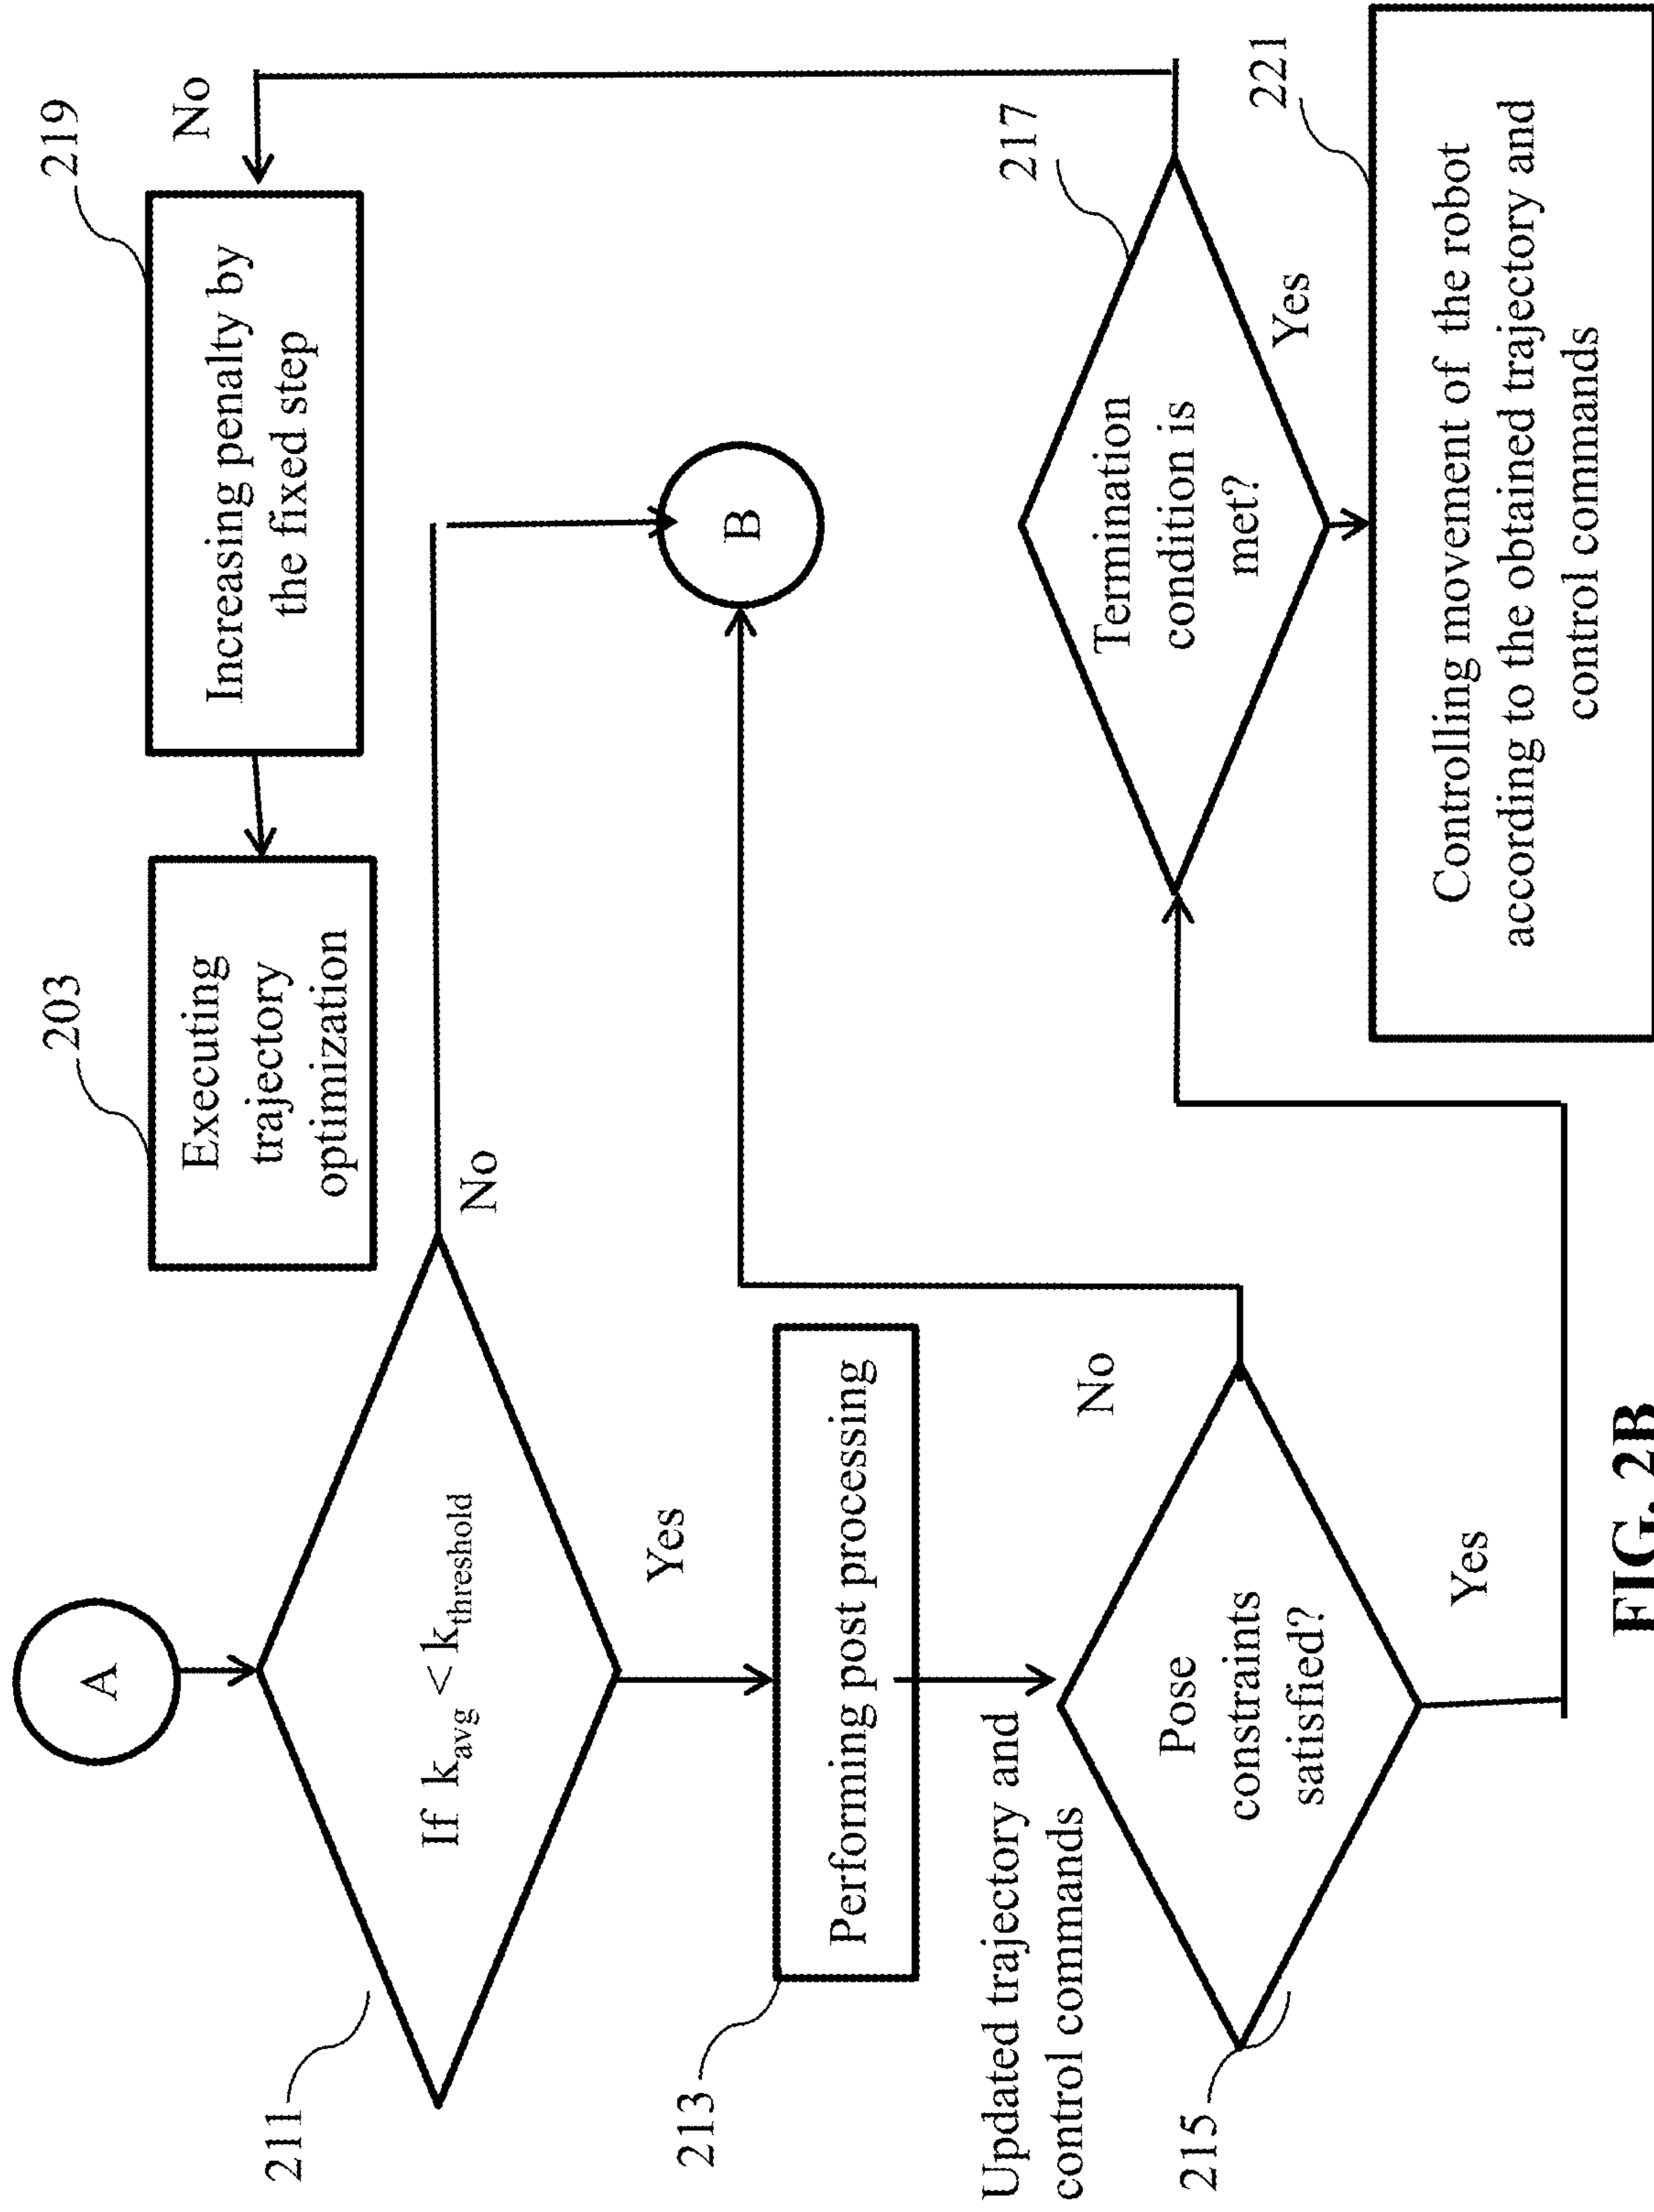 A
211
If k_avg < k_threshold
No
Yes
203
Executing
trajectory
optimization
219
Increasing penalty by
the fixed step
No
B
213
Performing post processing
Updated trajectory and
control commands
215
Pose
constraints
satisfied?
No
Yes
217
Termination
condition is
met?
Yes
221
Controlling movement of the robot
according to the obtained trajectory and
control commands
FIG. 2B